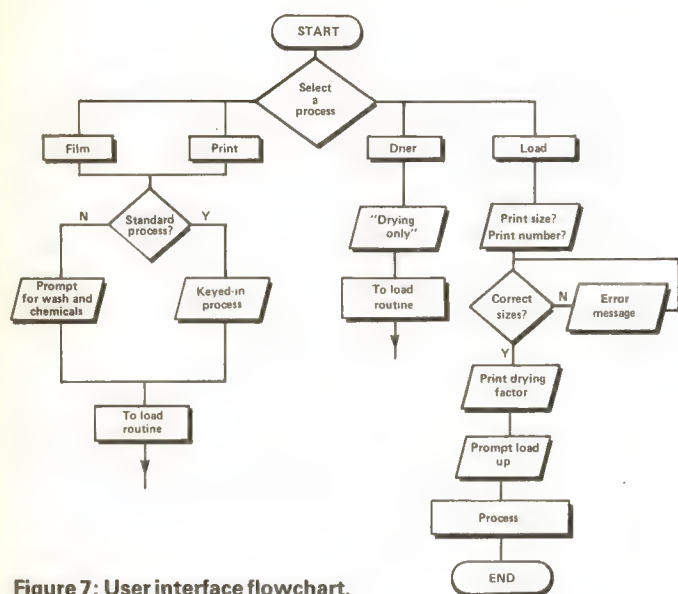 START
Select
a
process
Film
Print
Drier
Load
N
Standard
process?
Y
"Drying
only"
Print size?
Print number?
Prompt
for wash and
chemicals
Keyed-in
process
To load
routine
Correct
sizes?
N
Error
message
Y
Print drying
factor
To load
routine
Prompt load
up
Process
END
Figure 7: User interface flowchart.